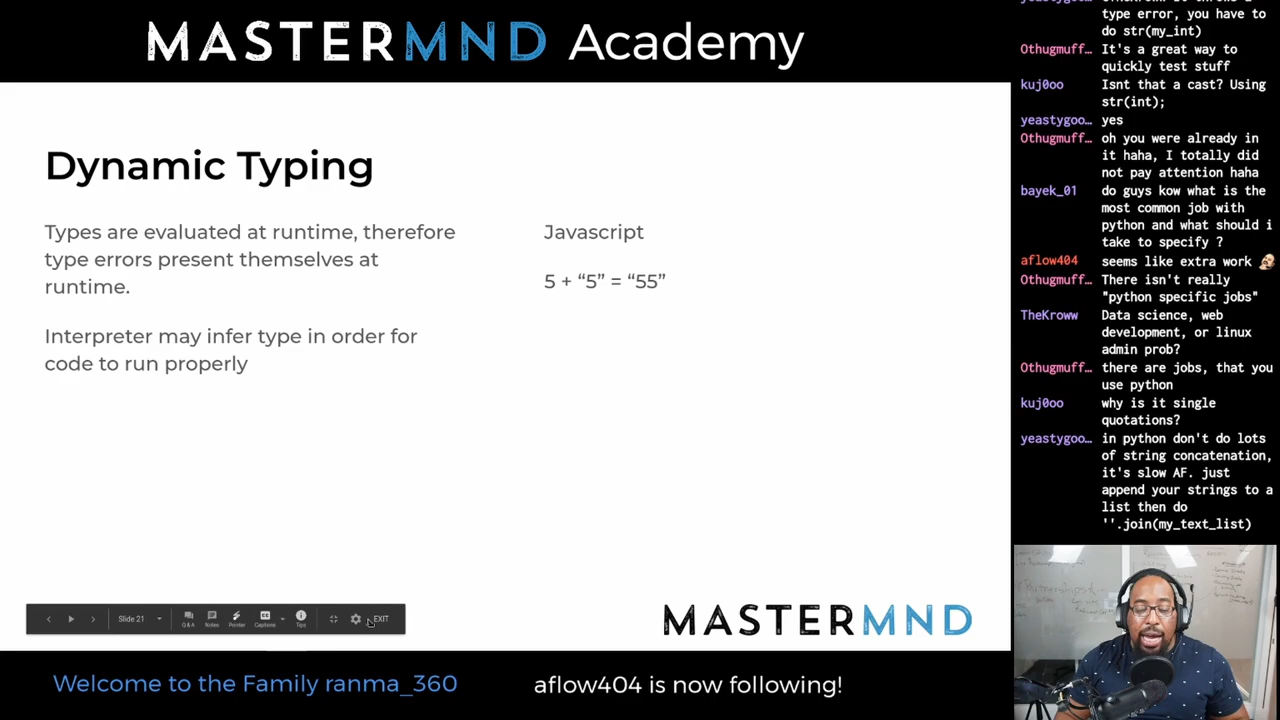 MASTERMND Academy
Dynamic Typing
Types are evaluated at runtime, therefore
type errors present themselves at
runtime.
Interpreter may infer type in order for
code to run properly
Javascript
5 + “5” = “55”
Slide 21
Q&A
Notes
Pointer
Captions
Tips
EXIT
MASTERMND
Welcome to the Family ranma_360
aflow404 is now following!
type error, you have to
do str(my_int)
Othugmuff… It's a great way to
quickly test stuff
kuj0oo Isnt that a cast? Using
str(int);
yeastygoo… yes
Othugmuff… oh you were already in
it haha, I totally did
not pay attention haha
bayek_01 do guys kow what is the
most common job with
python and what should i
take to specify ?
aflow404 seems like extra work
Othugmuff… There isn't really
"python specific jobs"
TheKroww Data science, web
development, or linux
admin prob?
Othugmuff… there are jobs, that you
use python
kuj0oo why is it single
quotations?
yeastygoo… in python don't do lots
of string concatenation,
it's slow AF. just
append your strings to a
list then do
''.join(my_text_list)